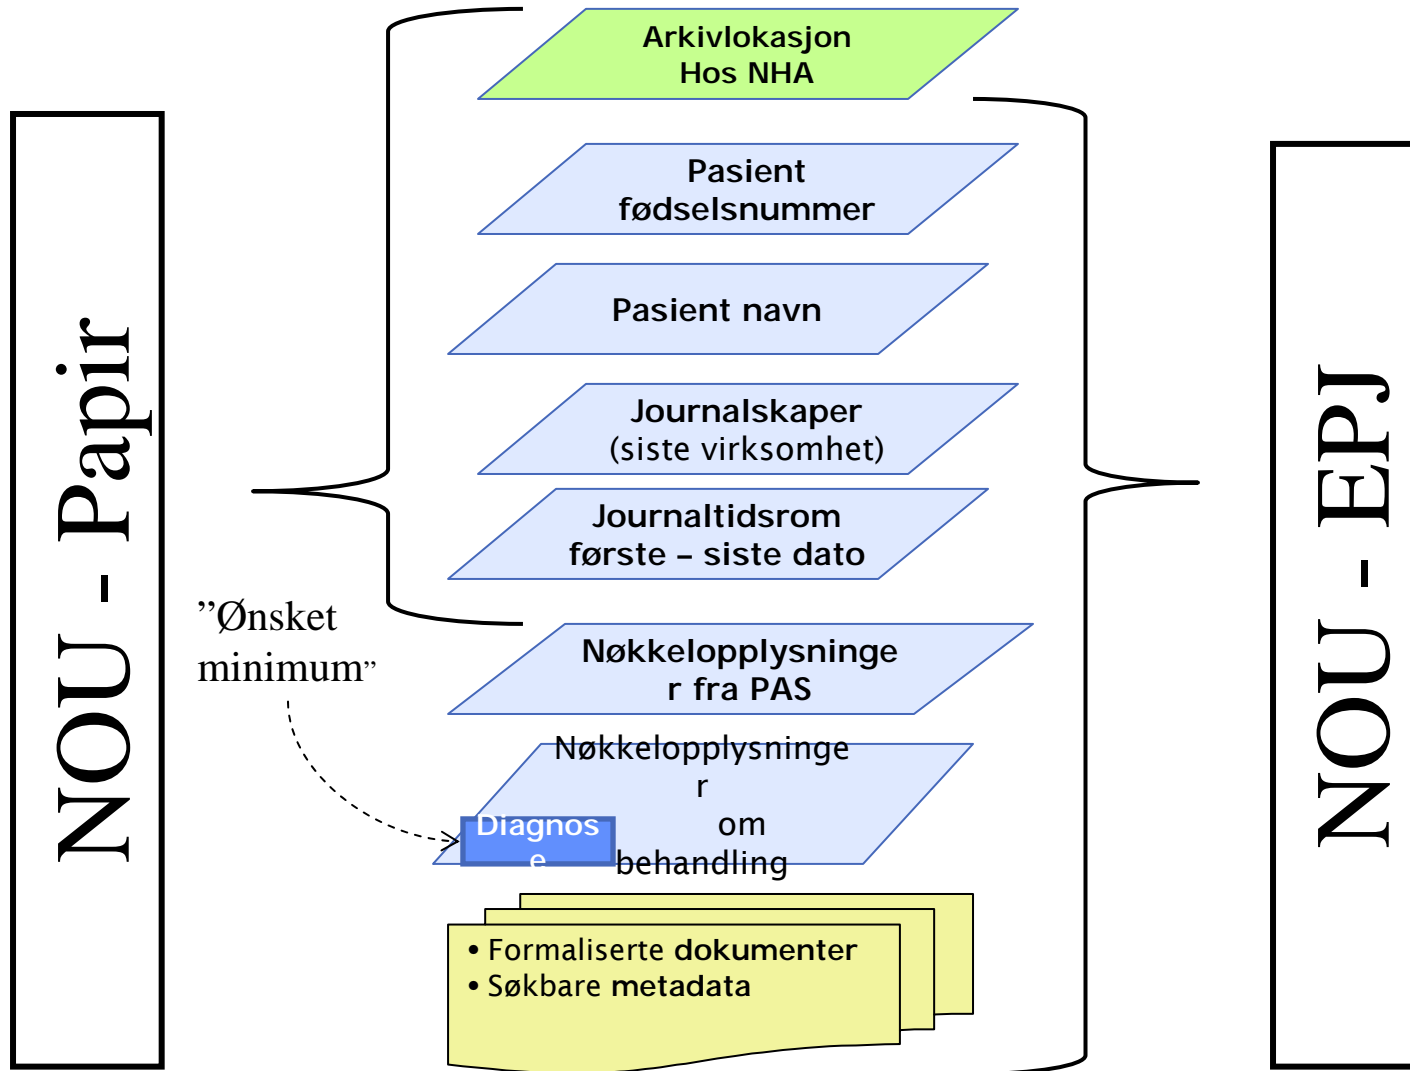 NOU - Papir
Arkivlokasjon
Hos NHA
Pasient
fødselsnummer
Pasient navn
Journalskaper
(siste virksomhet)
Journaltidsrom
første – siste dato
”Ønsket
minimum”
Nøkkelopplysninge
r fra PAS
Nøkkelopplysninge
r
om
behandling
Diagnos
e
• Formaliserte dokumenter
• Søkbare metadata
NOU - EPJ